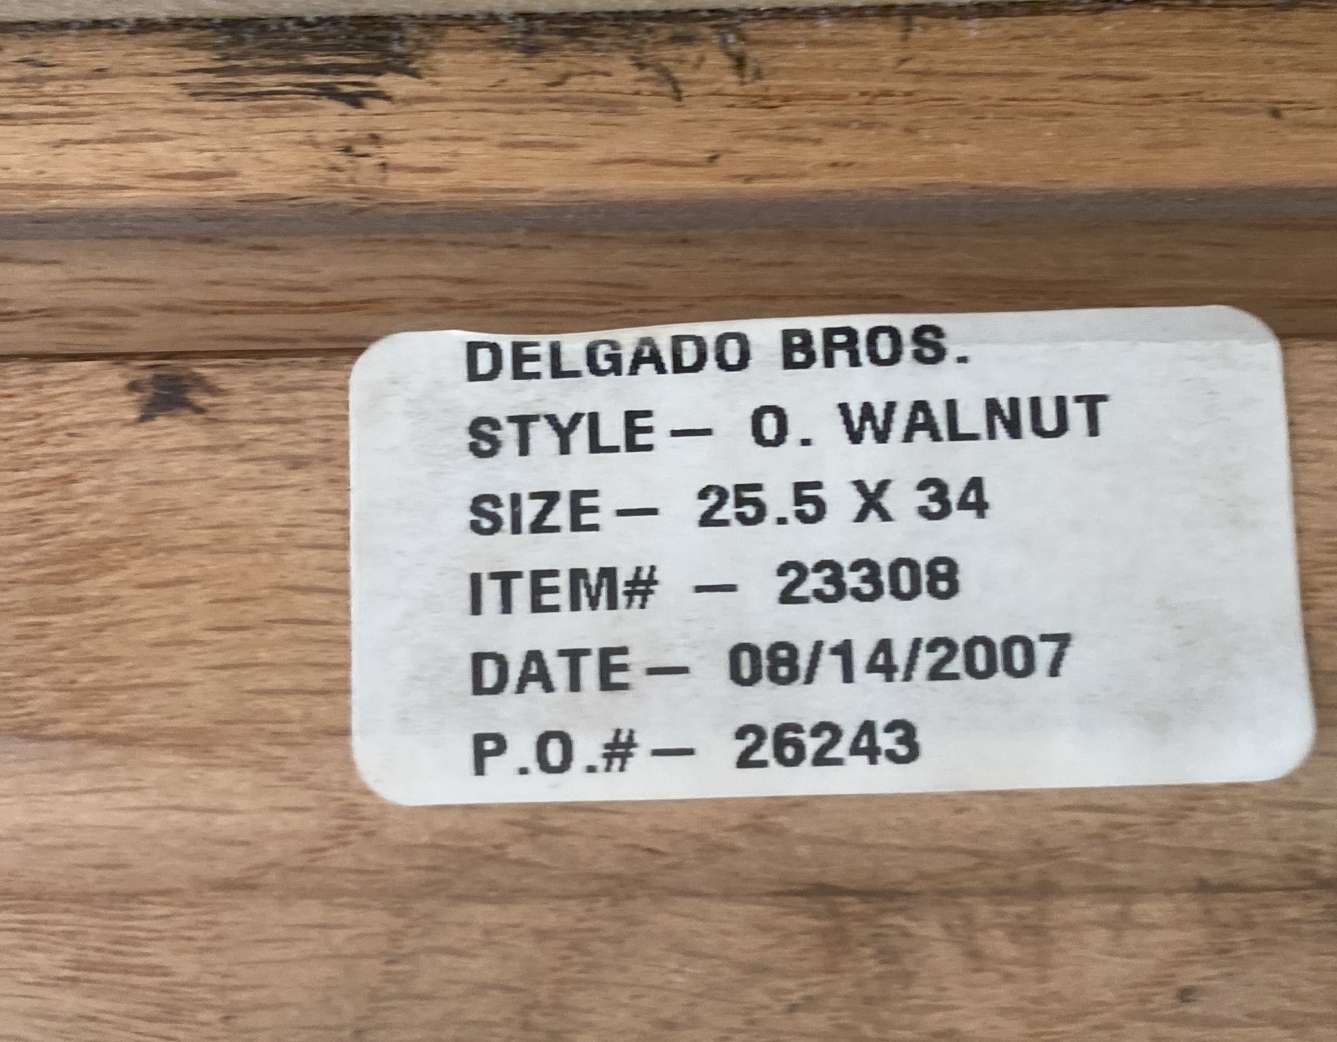 DELGADO BROS.
STYLE— O. WALNUT
SIZE— 25.5 X 34
ITEM# — 23308
DATE— 08/14/2007
P.O.#— 26243